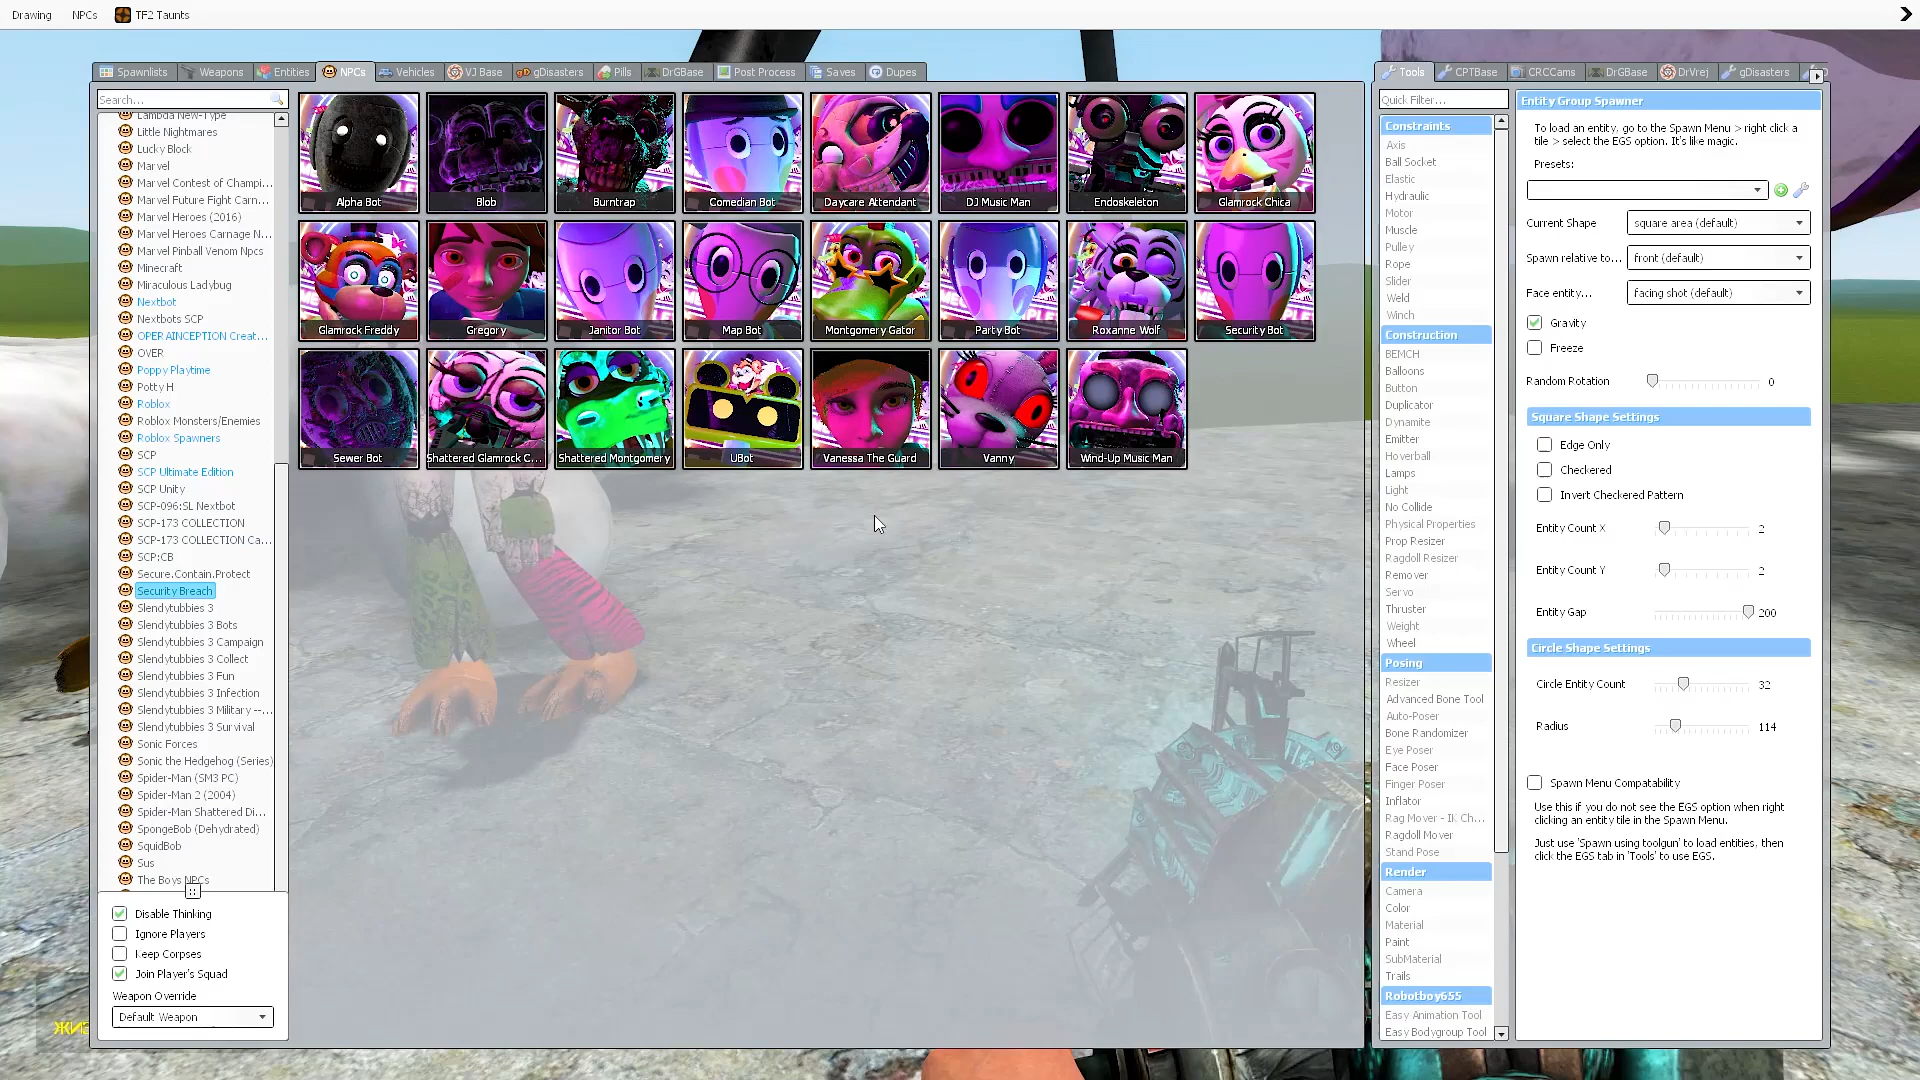 Drawing NPCs TF2 Taunts
Spawnlists Weapons Entities NPCs Vehicles VJ Base gDisasters Pills DrGBase Post Process Saves Dupes
Search...
Lambda New-Type
Little Nightmares
Lucky Block
Marvel
Marvel Contest of Champi...
Marvel Future Fight Carn...
Marvel Heroes (2016)
Marvel Heroes Carnage N...
Marvel Pinball Venom Npcs
Minecraft
Miraculous Ladybug
Nextbot
Nextbots SCP
OPERAINCEPTION Creat...
OVER
Poppy Playtime
Potty H
Roblox
Roblox Monsters/Enemies
Roblox Spawners
SCP
SCP Ultimate Edition
SCP Unity
SCP-096:SL Nextbot
SCP-173 COLLECTION
SCP-173 COLLECTION Ca...
SCP:CB
Secure.Contain.Protect
Security Breach
Slendytubbies 3
Slendytubbies 3 Bots
Slendytubbies 3 Campaign
Slendytubbies 3 Collect
Slendytubbies 3 Fun
Slendytubbies 3 Infection
Slendytubbies 3 Military --...
Slendytubbies 3 Survival
Sonic Forces
Sonic the Hedgehog (Series)
Spider-Man (SM3 PC)
Spider-Man 2 (2004)
Spider-Man Shattered Di...
SpongeBob (Dehydrated)
SquidBob
Sus
The Boys NPCs
Disable Thinking
Ignore Players
Keep Corpses
Join Player's Squad
Weapon Override
Default Weapon
ЖИЗ
Alpha Bot Blob Burntrap Comedian Bot Daycare Attendant DJ Music Man Endoskeleton Glamrock Chica
Glamrock Freddy Gregory Janitor Bot Map Bot Montgomery Gator Party Bot Roxanne Wolf Security Bot
Sewer Bot Shattered Glamrock C... Shattered Montgomery UBot Vanessa The Guard Vanny Wind-Up Music Man
Tools CPTBase CRCCams DrGBase DrVrej gDisasters
Quick Filter...
Constraints
Axis
Ball Socket
Elastic
Hydraulic
Motor
Muscle
Pulley
Rope
Slider
Weld
Winch
Construction
BEMCH
Balloons
Button
Duplicator
Dynamite
Emitter
Hoverball
Lamps
Light
No Collide
Physical Properties
Prop Resizer
Ragdoll Resizer
Remover
Servo
Thruster
Weight
Wheel
Posing
Resizer
Advanced Bone Tool
Auto-Poser
Bone Randomizer
Eye Poser
Face Poser
Finger Poser
Inflator
Rag Mover - IK Ch...
Ragdoll Mover
Stand Pose
Render
Camera
Color
Material
Paint
SubMaterial
Trails
Robotboy655
Easy Animation Tool
Easy Bodygroup Tool
Entity Group Spawner
To load an entity, go to the Spawn Menu > right click a
tile > select the EGS option. It's like magic.
Presets:
Current Shape square area (default)
Spawn relative to... front (default)
Face entity... facing shot (default)
Gravity
Freeze
Random Rotation 0
Square Shape Settings
Edge Only
Checkered
Invert Checkered Pattern
Entity Count X 2
Entity Count Y 2
Entity Gap 200
Circle Shape Settings
Circle Entity Count 32
Radius 114
Spawn Menu Compatability
Use this if you do not see the EGS option when right
clicking an entity tile in the Spawn Menu.
Just use 'Spawn using toolgun' to load entities, then
click the EGS tab in 'Tools' to use EGS.